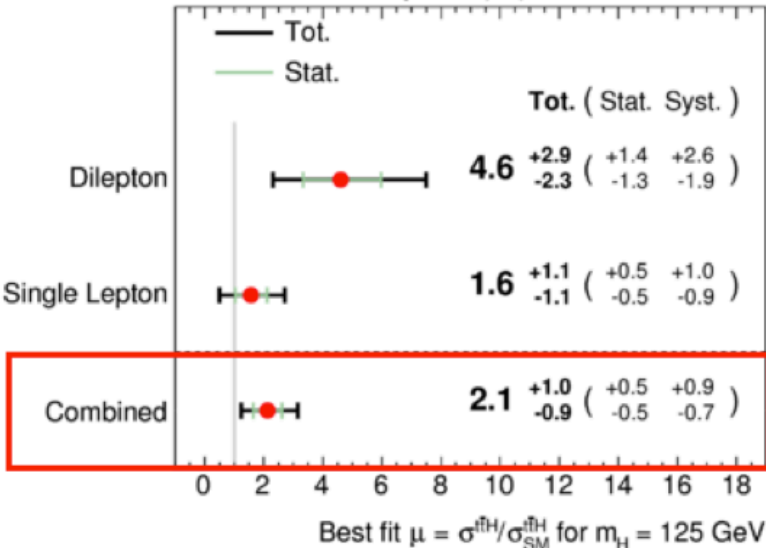 Tot.
Stat.
Tot. ( Stat. Syst. )
Dilepton 4.6 +2.9 -2.3 ( +1.4 -1.3 +2.6 -1.9 )
Single Lepton 1.6 +1.1 -1.1 ( +0.5 -0.5 +1.0 -0.9 )
Combined 2.1 +1.0 -0.9 ( +0.5 -0.5 +0.9 -0.7 )
0 2 4 6 8 10 12 14 16 18
Best fit μ = σ^tt̄H/σ^tt̄H_SM for m_H = 125 GeV